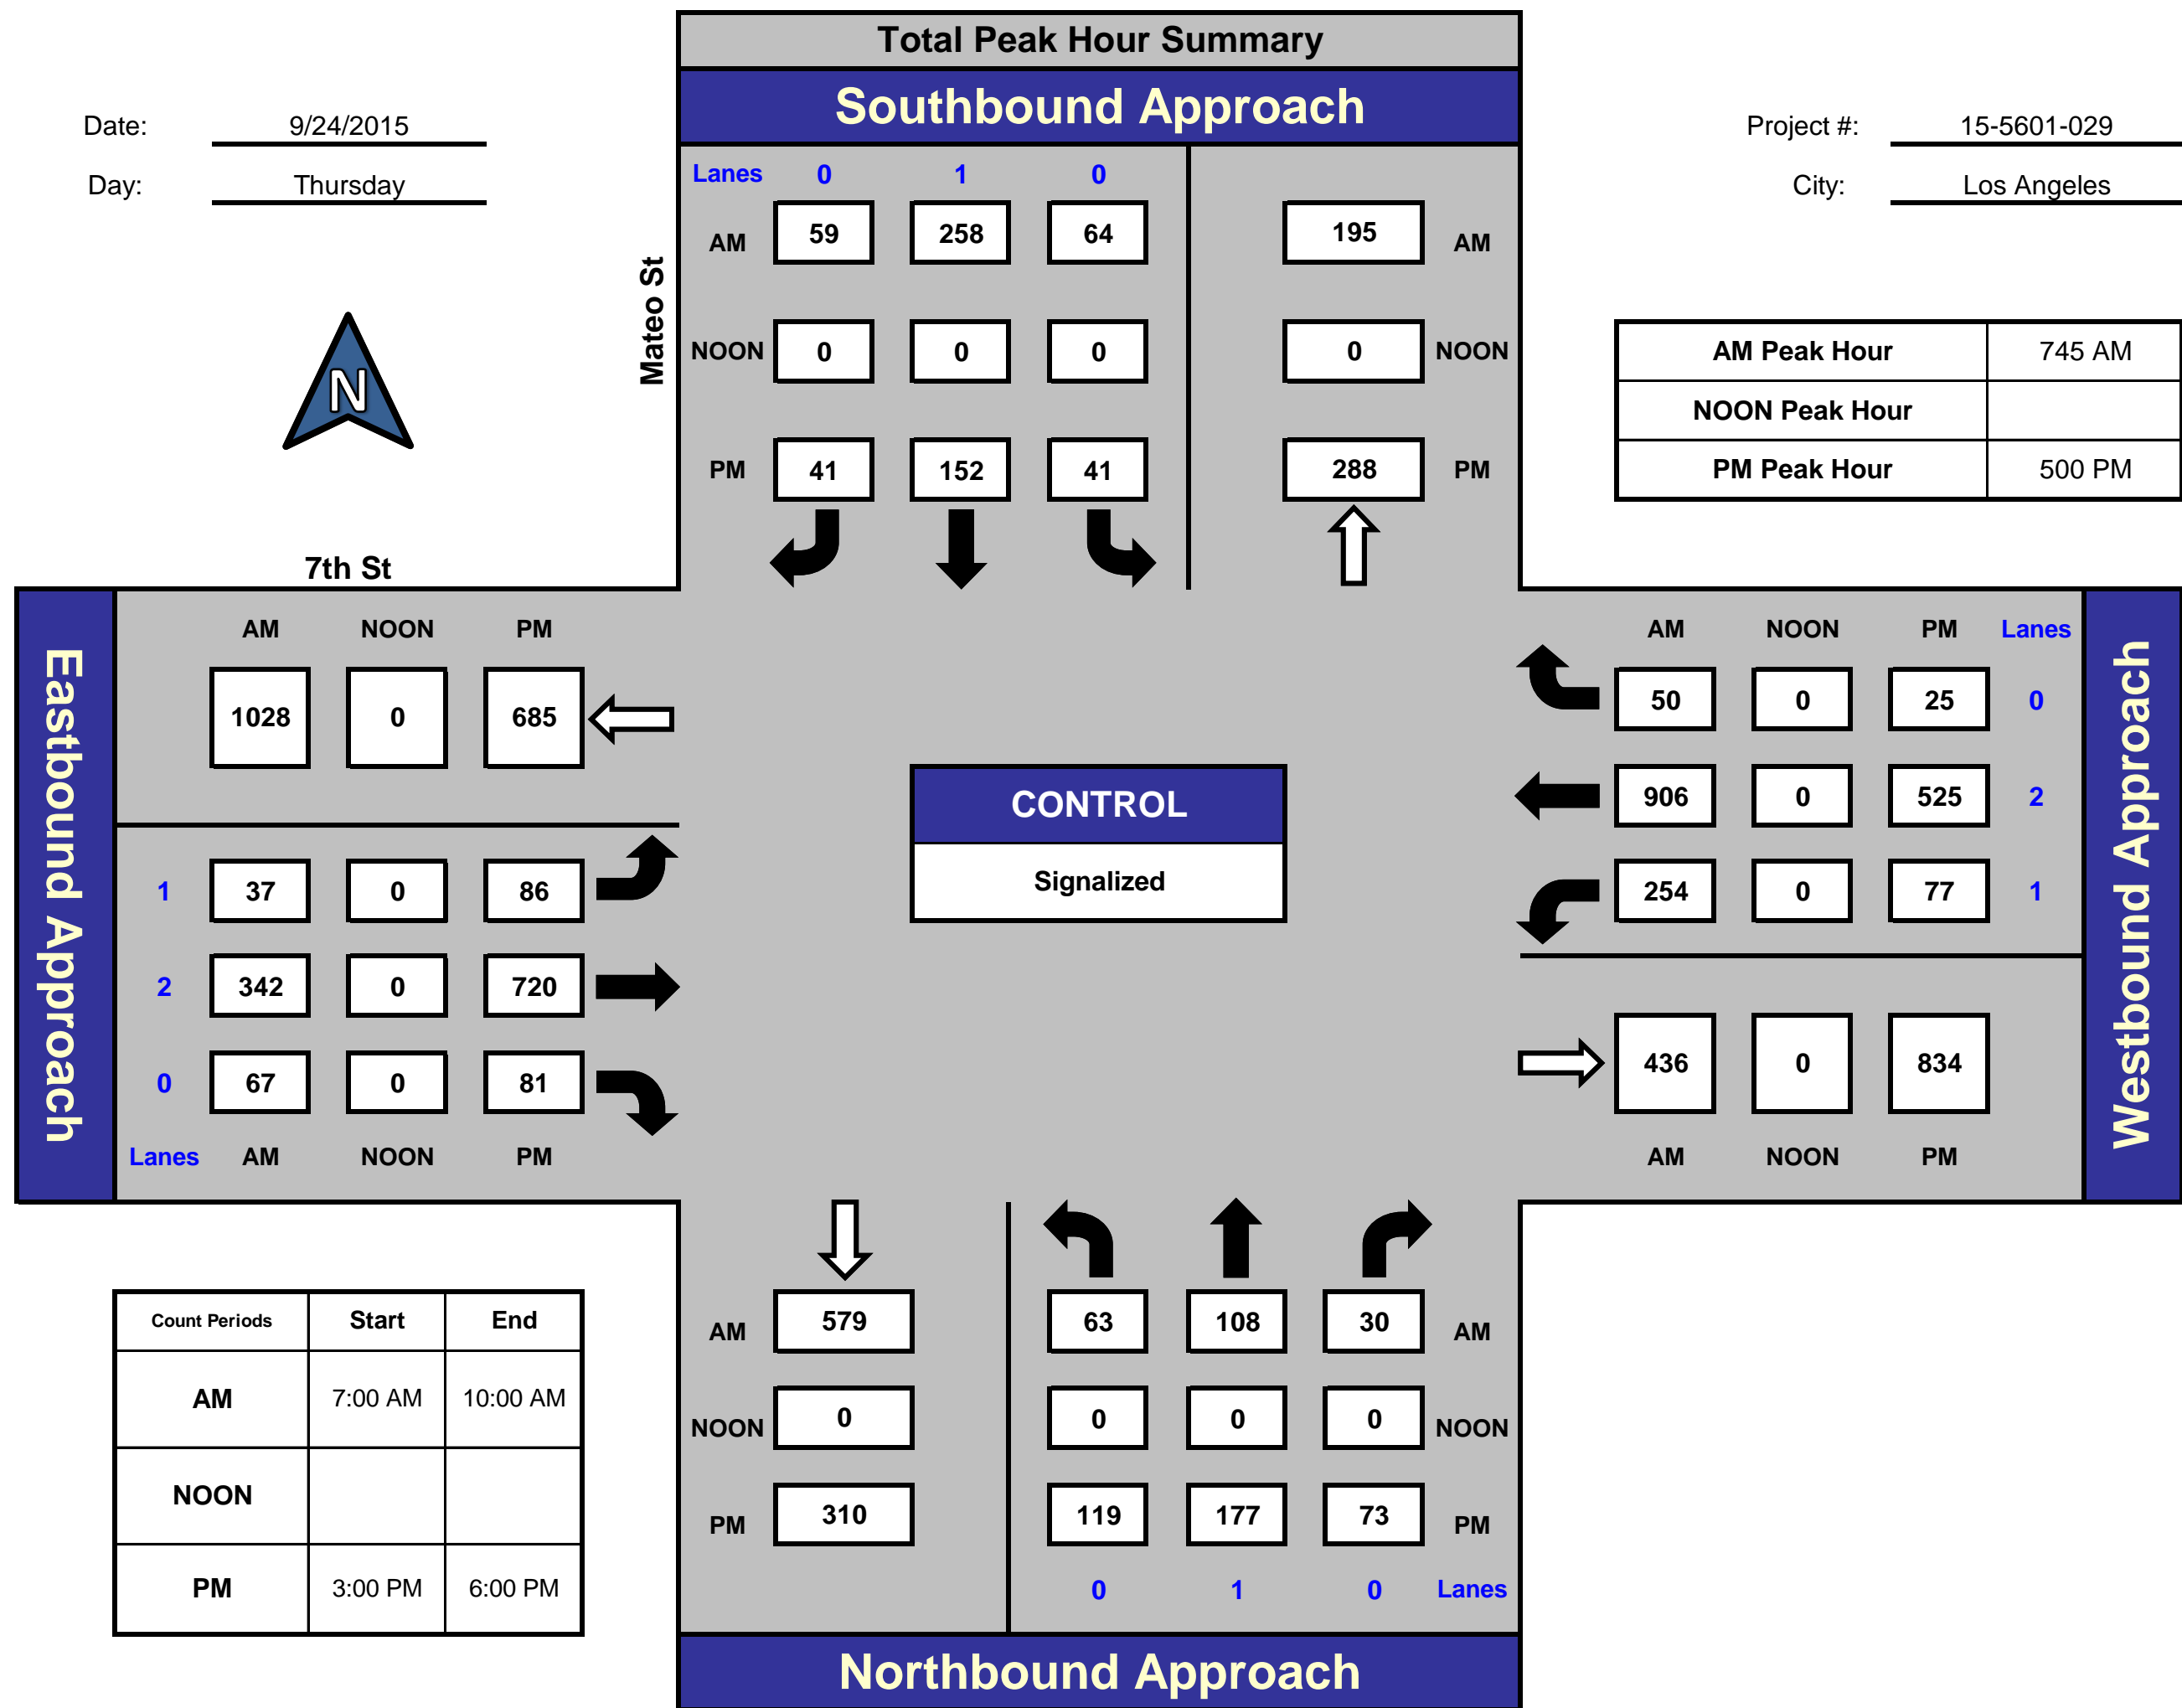 Total Peak Hour Summary
Southbound Approach
Date: 9/24/2015
Day: Thursday
Project #: 15-5601-029
City: Los Angeles
N
Mateo St
Lanes 0 1 0
AM 59 258 64 195 AM
NOON 0 0 0 0 NOON
PM 41 152 41 288 PM
AM Peak Hour 745 AM
NOON Peak Hour
PM Peak Hour 500 PM
7th St
Eastbound Approach
AM NOON PM
1028 0 685
1 37 0 86
2 342 0 720
0 67 0 81
Lanes AM NOON PM
CONTROL
Signalized
AM NOON PM Lanes
50 0 25 0
906 0 525 2
254 0 77 1
436 0 834
AM NOON PM
Westbound Approach
Count Periods Start End
AM 7:00 AM 10:00 AM
NOON
PM 3:00 PM 6:00 PM
AM 579 63 108 30 AM
NOON 0 0 0 0 NOON
PM 310 119 177 73 PM
0 1 0 Lanes
Northbound Approach